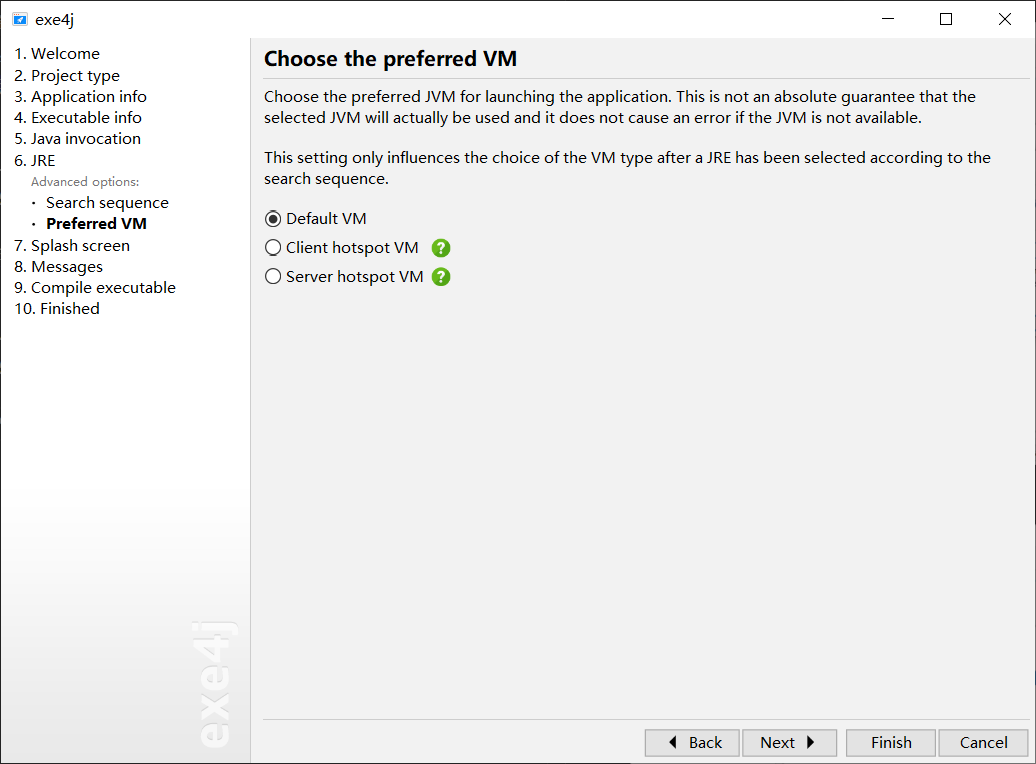 exe4j
1. Welcome
2. Project type
3. Application info
4. Executable info
5. Java invocation
6. JRE
Advanced options:
· Search sequence
· Preferred VM
7. Splash screen
8. Messages
9. Compile executable
10. Finished
exe4j
Choose the preferred VM
Choose the preferred JVM for launching the application. This is not an absolute guarantee that the
selected JVM will actually be used and it does not cause an error if the JVM is not available.
This setting only influences the choice of the VM type after a JRE has been selected according to the
search sequence.
Default VM
Client hotspot VM ?
Server hotspot VM ?
Back Next Finish Cancel